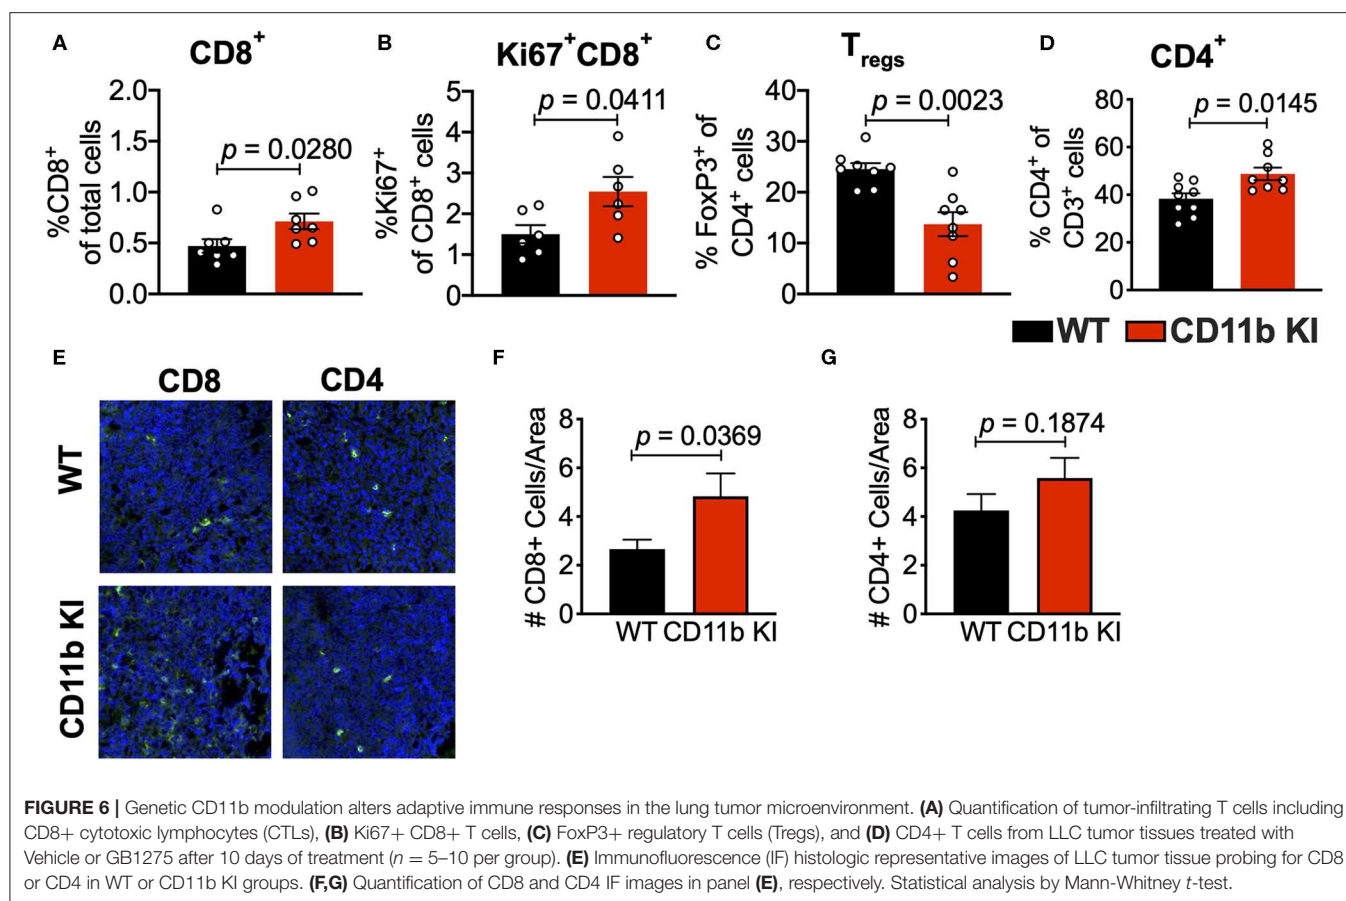 A
CD8+
2.0
1.5
1.0
0.5
0.0
%CD8+
of total cells
p = 0.0280
B
Ki67+CD8+
5
4
3
2
1
0
%Ki67+
of CD8+ cells
p = 0.0411
C
Tregs
40
30
20
10
0
% FoxP3+ of
CD4+ cells
p = 0.0023
D
CD4+
80
60
40
20
0
% CD4+ of
CD3+ cells
p = 0.0145
WT CD11b KI
E
CD8 CD4
WT
CD11b KI
F
8
6
4
2
0
# CD8+ Cells/Area
p = 0.0369
WT CD11b KI
G
8
6
4
2
0
# CD4+ Cells/Area
p = 0.1874
WT CD11b KI
FIGURE 6 | Genetic CD11b modulation alters adaptive immune responses in the lung tumor microenvironment. (A) Quantification of tumor-infiltrating T cells including
CD8+ cytotoxic lymphocytes (CTLs), (B) Ki67+ CD8+ T cells, (C) FoxP3+ regulatory T cells (Tregs), and (D) CD4+ T cells from LLC tumor tissues treated with
Vehicle or GB1275 after 10 days of treatment (n = 5–10 per group). (E) Immunofluorescence (IF) histologic representative images of LLC tumor tissue probing for CD8
or CD4 in WT or CD11b KI groups. (F,G) Quantification of CD8 and CD4 IF images in panel (E), respectively. Statistical analysis by Mann-Whitney t-test.